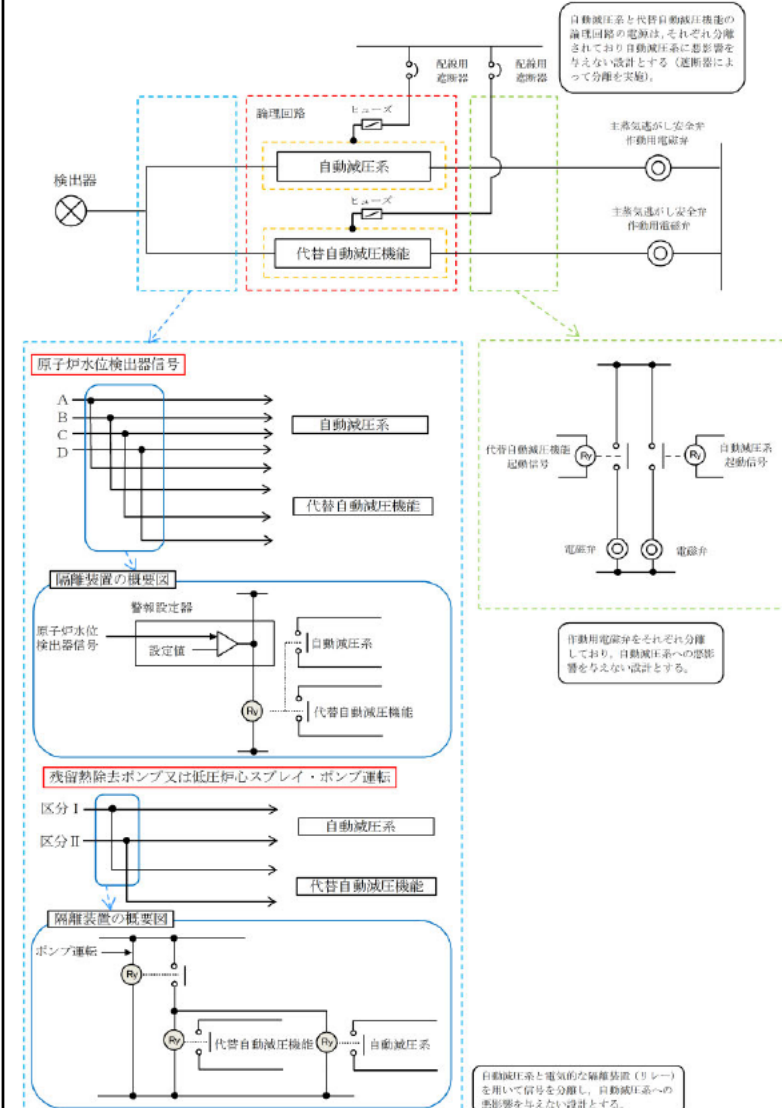 自動減圧系と代替自動減圧機能の
論理回路の電源は，それぞれ分離
されており自動減圧系に悪影響を
与えない設計とする（遮断器によ
って分離を実施）。
配線用
遮断器
配線用
遮断器
論理回路
ヒューズ
自動減圧系
主蒸気逃がし安全弁
作動用電磁弁
検出器
ヒューズ
代替自動減圧機能
主蒸気逃がし安全弁
作動用電磁弁
原子炉水位検出器信号
A
B
C
D
自動減圧系
代替自動減圧機能
隔離装置の概要図
警報設定器
原子炉水位
検出器信号
設定値
自動減圧系
Ry
代替自動減圧機能
代替自動減圧機能
起動信号
Ry
Ry
自動減圧系
起動信号
電磁弁
電磁弁
作動用電磁弁をそれぞれ分離
しており，自動減圧系への悪影
響を与えない設計とする。
残留熱除去ポンプ又は低圧炉心スプレイ・ポンプ運転
区分Ⅰ
区分Ⅱ
自動減圧系
代替自動減圧機能
隔離装置の概要図
ポンプ運転
Ry
Ry
代替自動減圧機能
Ry
自動減圧系
自動減圧系と電気的な隔離装置（リレー）
を用いて信号を分離し，自動減圧系への
悪影響を与えない設計とする。